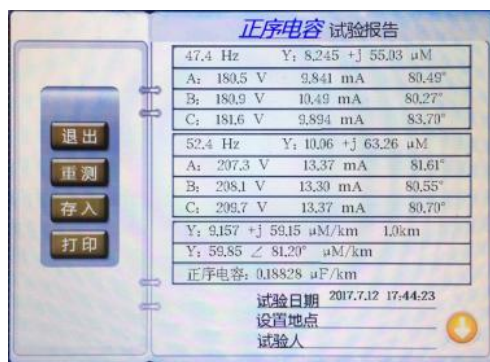 正序电容 试验报告
47.4 Hz Y: 8.245 +j 55.03 μM
A: 180.5 V 9.841 mA 80.49°
B: 180.9 V 10.49 mA 80.27°
C: 181.6 V 9.894 mA 83.70°
52.4 Hz Y: 10.06 +j 63.26 μM
A: 207.3 V 13.37 mA 81.61°
B: 208.1 V 13.30 mA 80.55°
C: 209.7 V 13.37 mA 80.70°
Y: 9.157 +j 59.15 μM/km 1.0km
Y: 59.85 ∠ 81.20° μM/km
正序电容: 0.18828 μF/km
试验日期 2017.7.12 17:44:23
设置地点
试验人
退出
重测
存入
打印